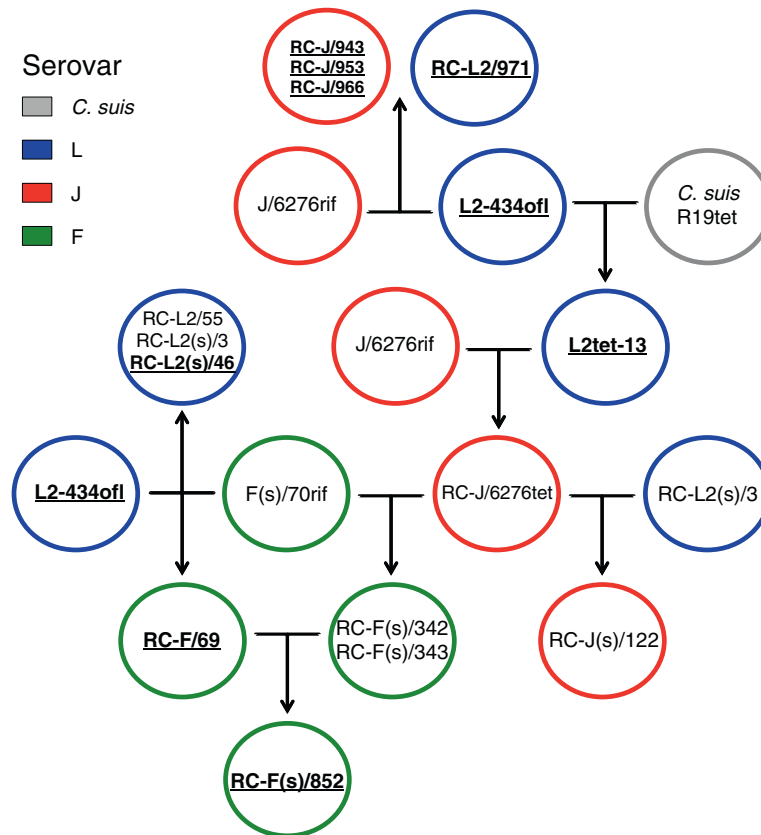 Serovar
C. suis
L
J
F
RC-J/943
RC-J/953
RC-J/966
RC-L2/971
J/6276rif
L2-434ofl
C. suis
R19tet
RC-L2/55
RC-L2(s)/3
RC-L2(s)/46
J/6276rif
L2tet-13
L2-434ofl
F(s)/70rif
RC-J/6276tet
RC-L2(s)/3
RC-F/69
RC-F(s)/342
RC-F(s)/343
RC-J(s)/122
RC-F(s)/852